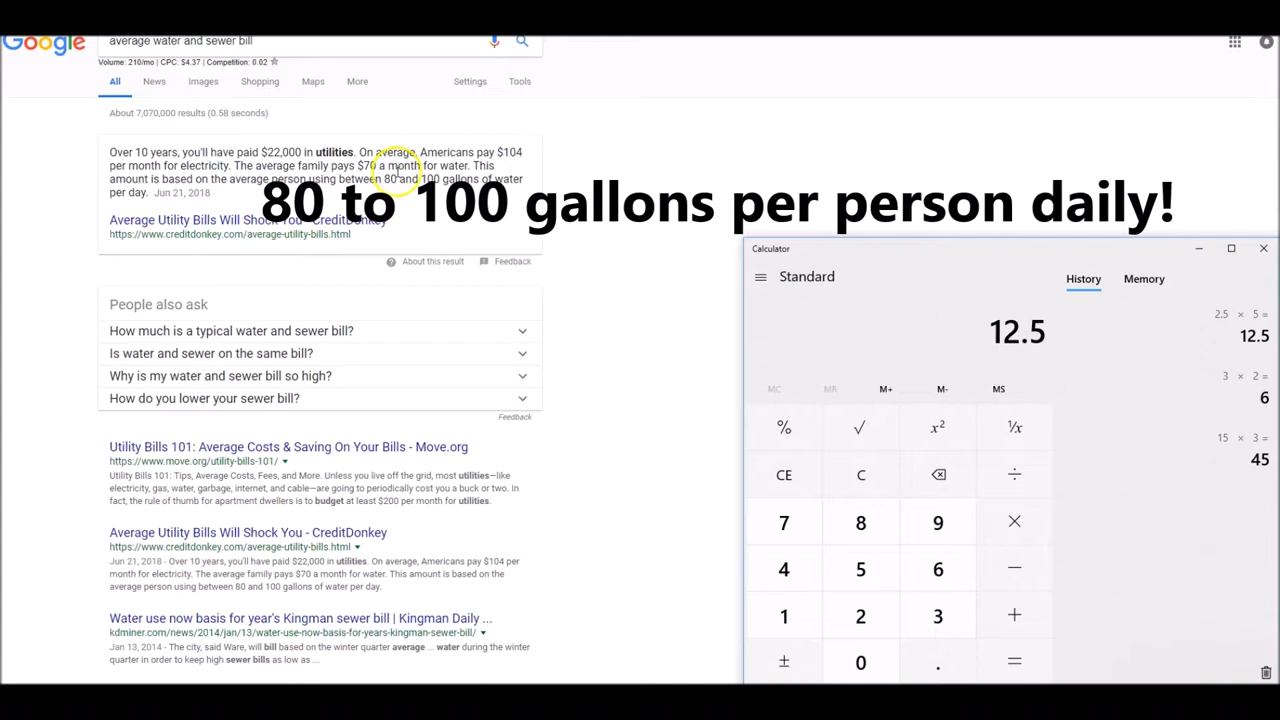 Google
average water and sewer bill
Volume: 210/mo | CPC: $4.37 | Competition: 0.02
All News Images Shopping Maps More Settings Tools
About 7,070,000 results (0.58 seconds)
Over 10 years, you'll have paid $22,000 in utilities. On average, Americans pay $104
per month for electricity. The average family pays $70 a month for water. This
amount is based on the average person using between 80 and 100 gallons of water
per day. Jun 21, 2018
80 to 100 gallons per person daily!
Average Utility Bills Will Shock You - CreditDonkey
https://www.creditdonkey.com/average-utility-bills.html
About this result Feedback
People also ask
How much is a typical water and sewer bill?
Is water and sewer on the same bill?
Why is my water and sewer bill so high?
How do you lower your sewer bill?
Feedback
Utility Bills 101: Average Costs & Saving On Your Bills - Move.org
https://www.move.org/utility-bills-101/
Utility Bills 101: Tips, Average Costs, Fees, and More. Unless you live off the grid, most utilities—like
electricity, gas, water, garbage, internet, and cable—are going to periodically cost you a buck or two. In
fact, the rule of thumb for apartment dwellers is to budget at least $200 per month for utilities.
Average Utility Bills Will Shock You - CreditDonkey
https://www.creditdonkey.com/average-utility-bills.html
Jun 21, 2018 - Over 10 years, you'll have paid $22,000 in utilities. On average, Americans pay $104 per
month for electricity. The average family pays $70 a month for water. This amount is based on the
average person using between 80 and 100 gallons of water per day.
Water use now basis for year's Kingman sewer bill | Kingman Daily ...
kdminer.com/news/2014/jan/13/water-use-now-basis-for-years-kingman-sewer-bill/
Jan 13, 2014 - The city, said Ware, will bill based on the winter quarter average ... water during the winter
quarter in order to keep high sewer bills as low as ...
Calculator
Standard
History Memory
12.5
2.5 × 5 =
12.5
3 × 2 =
6
15 × 3 =
45
MC MR M+ M- MS
% √ x² ¹/x
CE C ÷
7 8 9 ×
4 5 6 −
1 2 3 +
± 0 . =